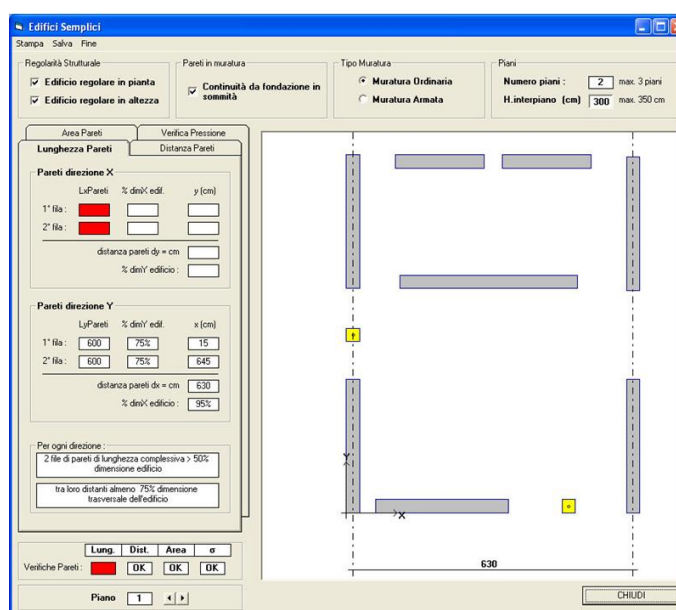 Edifici Semplici
Stampa Salva Fine
Regolarità Strutturale
Edificio regolare in pianta
Edificio regolare in altezza
Pareti in muratura
Continuità da fondazione in
sommità
Tipo Muratura
Muratura Ordinaria
Muratura Armata
Piani
Numero piani : 2 max. 3 piani
H.interpiano (cm) 300 max. 350 cm
Area Pareti Verifica Pressione
Lunghezza Pareti Distanza Pareti
Pareti direzione X
LxPareti % dimX edif. y (cm)
1° fila :
2° fila :
distanza pareti dy = cm
% dimY edificio :
Pareti direzione Y
LyPareti % dimY edif. x (cm)
1° fila : 600 75% 15
2° fila : 600 75% 645
distanza pareti dx = cm 630
% dimX edificio : 95%
Per ogni direzione :
2 file di pareti di lunghezza complessiva > 50%
dimensione edificio
tra loro distanti almeno 75% dimensione
trasversale dell'edificio
Lung. Dist. Area σ
Verifiche Pareti : OK OK OK
Piano 1
Y
X
630
CHIUDI